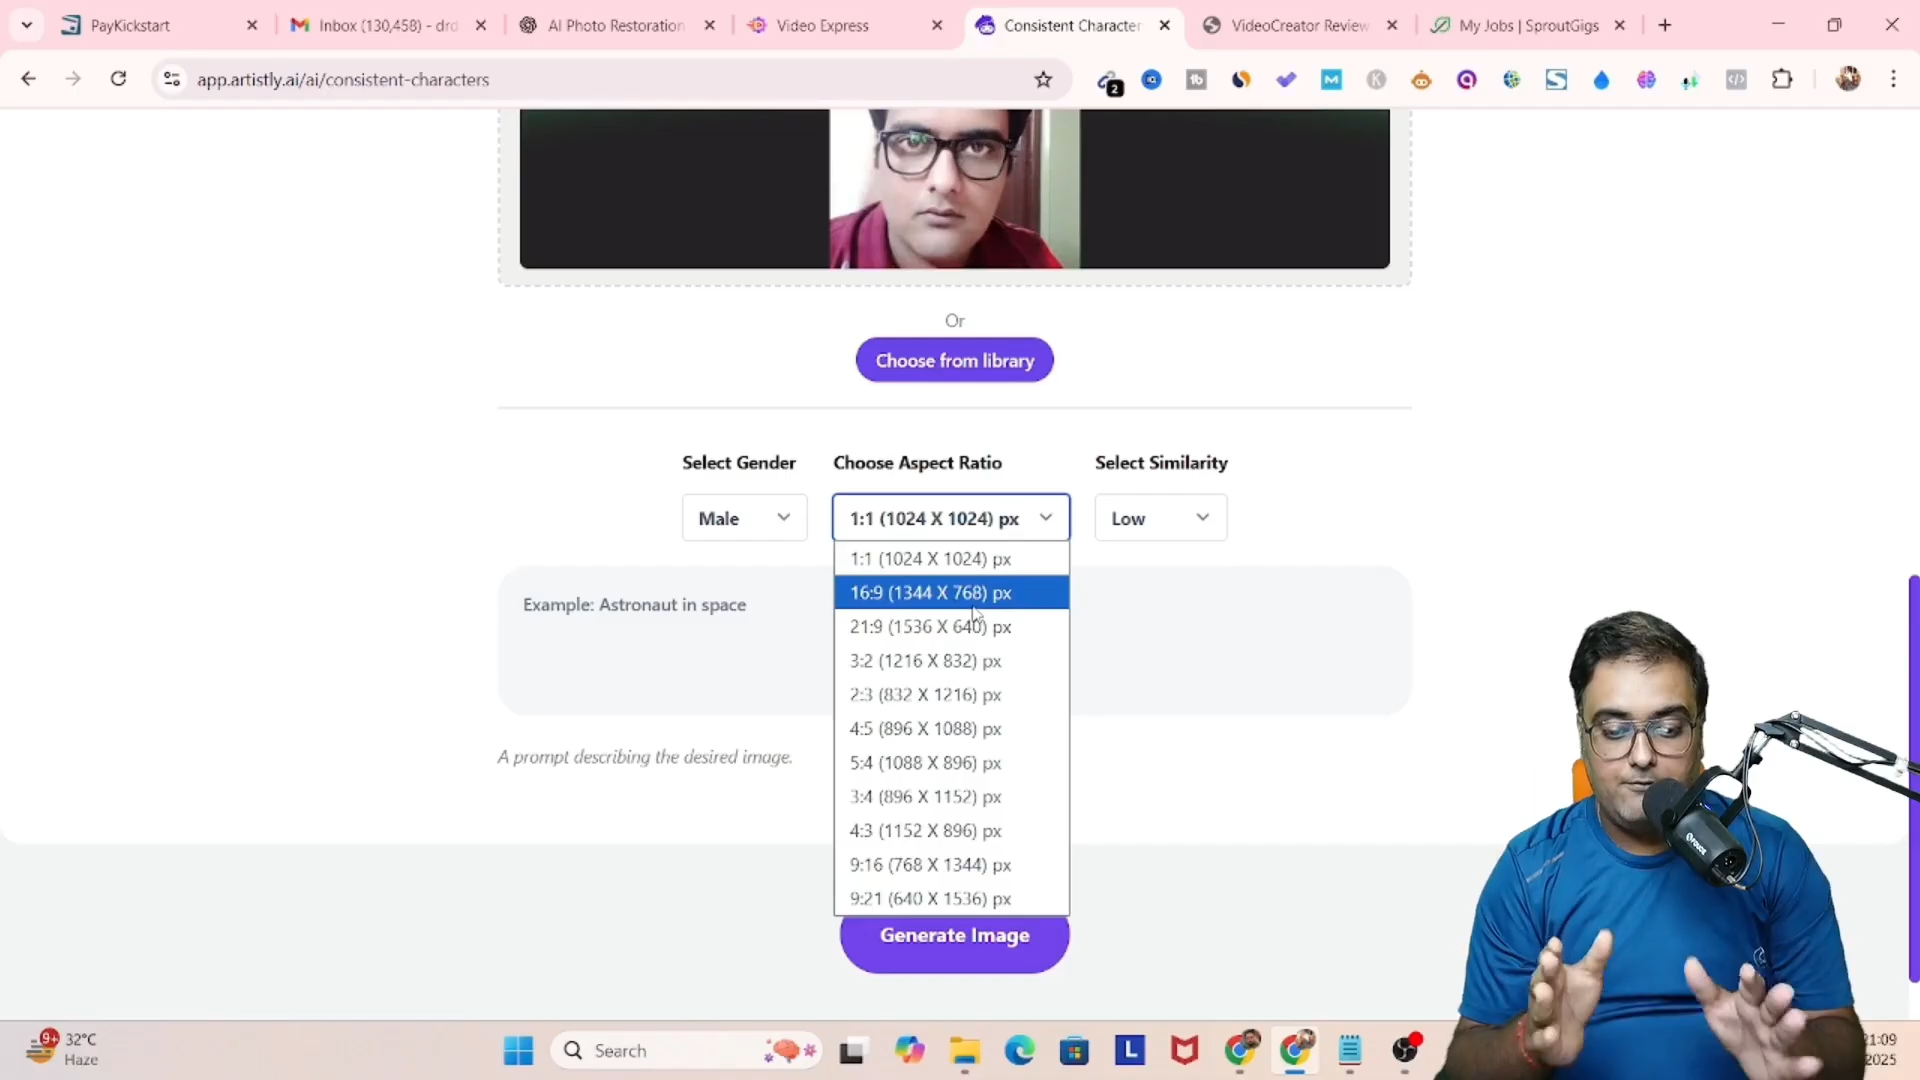 PayKickstart
Inbox (130,458) - drd
AI Photo Restoration
Video Express
Consistent Character
VideoCreator Review
My Jobs | SproutGigs
app.artistly.ai/ai/consistent-characters
2
Or
Choose from library
Select Gender
Choose Aspect Ratio
Select Similarity
Male
1:1 (1024 X 1024) px
Low
1:1 (1024 X 1024) px
16:9 (1344 X 768) px
21:9 (1536 X 640) px
3:2 (1216 X 832) px
2:3 (832 X 1216) px
4:5 (896 X 1088) px
5:4 (1088 X 896) px
3:4 (896 X 1152) px
4:3 (1152 X 896) px
9:16 (768 X 1344) px
9:21 (640 X 1536) px
Example: Astronaut in space
A prompt describing the desired image.
Generate Image
9+
32°C
Haze
Search
L